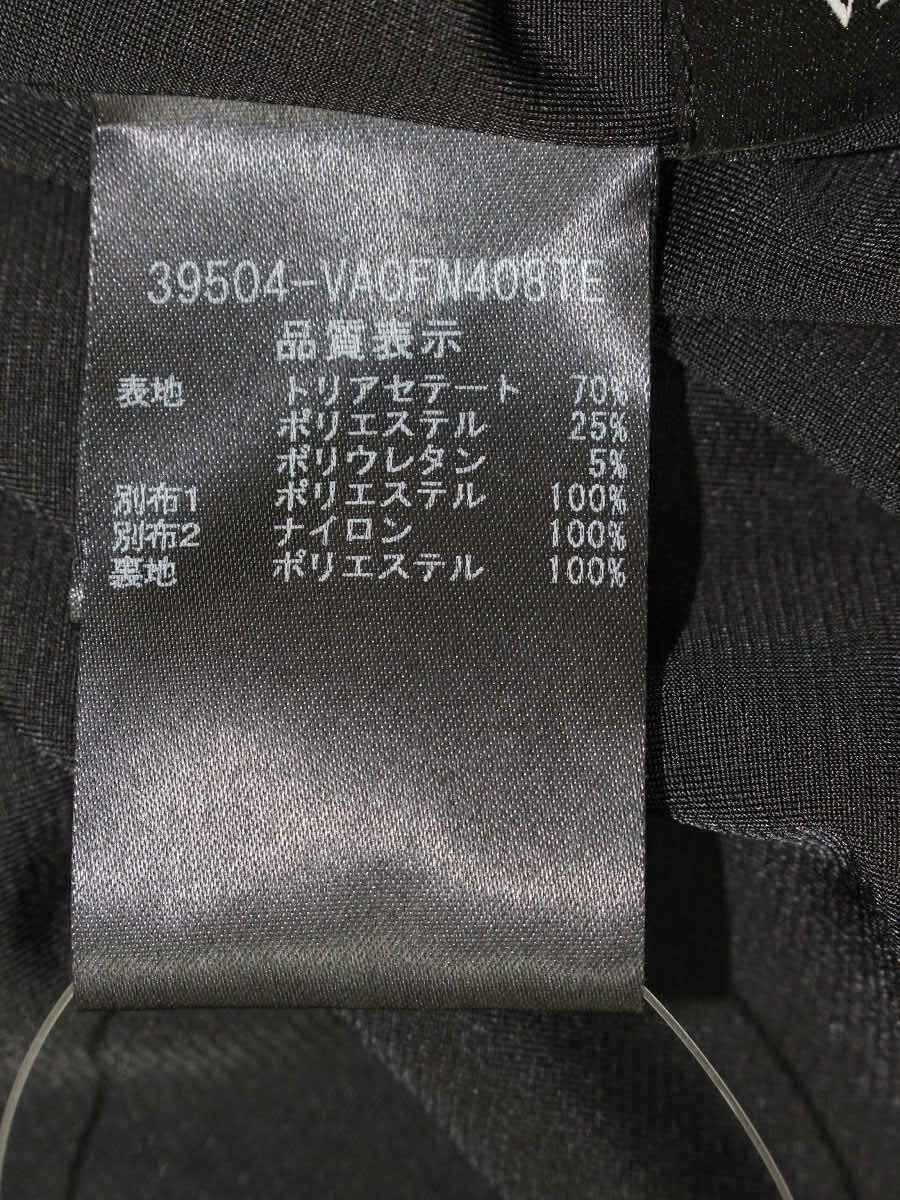 39504-VA0FN408TE
品質表示
表地 トリアセテート 70%
ポリエステル 25%
ポリウレタン 5%
別布1 ポリエステル 100%
別布2 ナイロン 100%
裏地 ポリエステル 100%